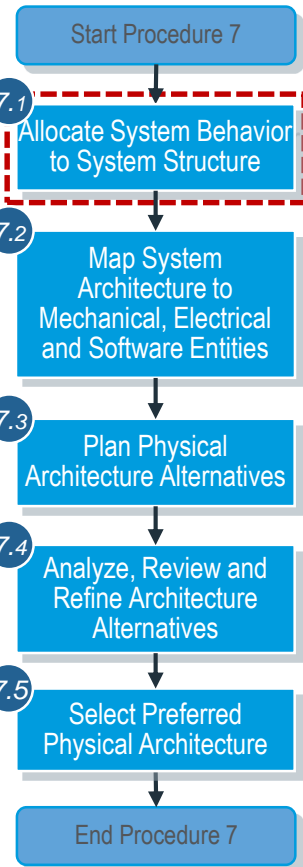 Start Procedure 7
7.1
Allocate System Behavior
to System Structure
7.2
Map System
Architecture to
Mechanical, Electrical
and Software Entities
7.3
Plan Physical
Architecture Alternatives
7.4
Analyze, Review and
Refine Architecture
Alternatives
7.5
Select Preferred
Physical Architecture
End Procedure 7